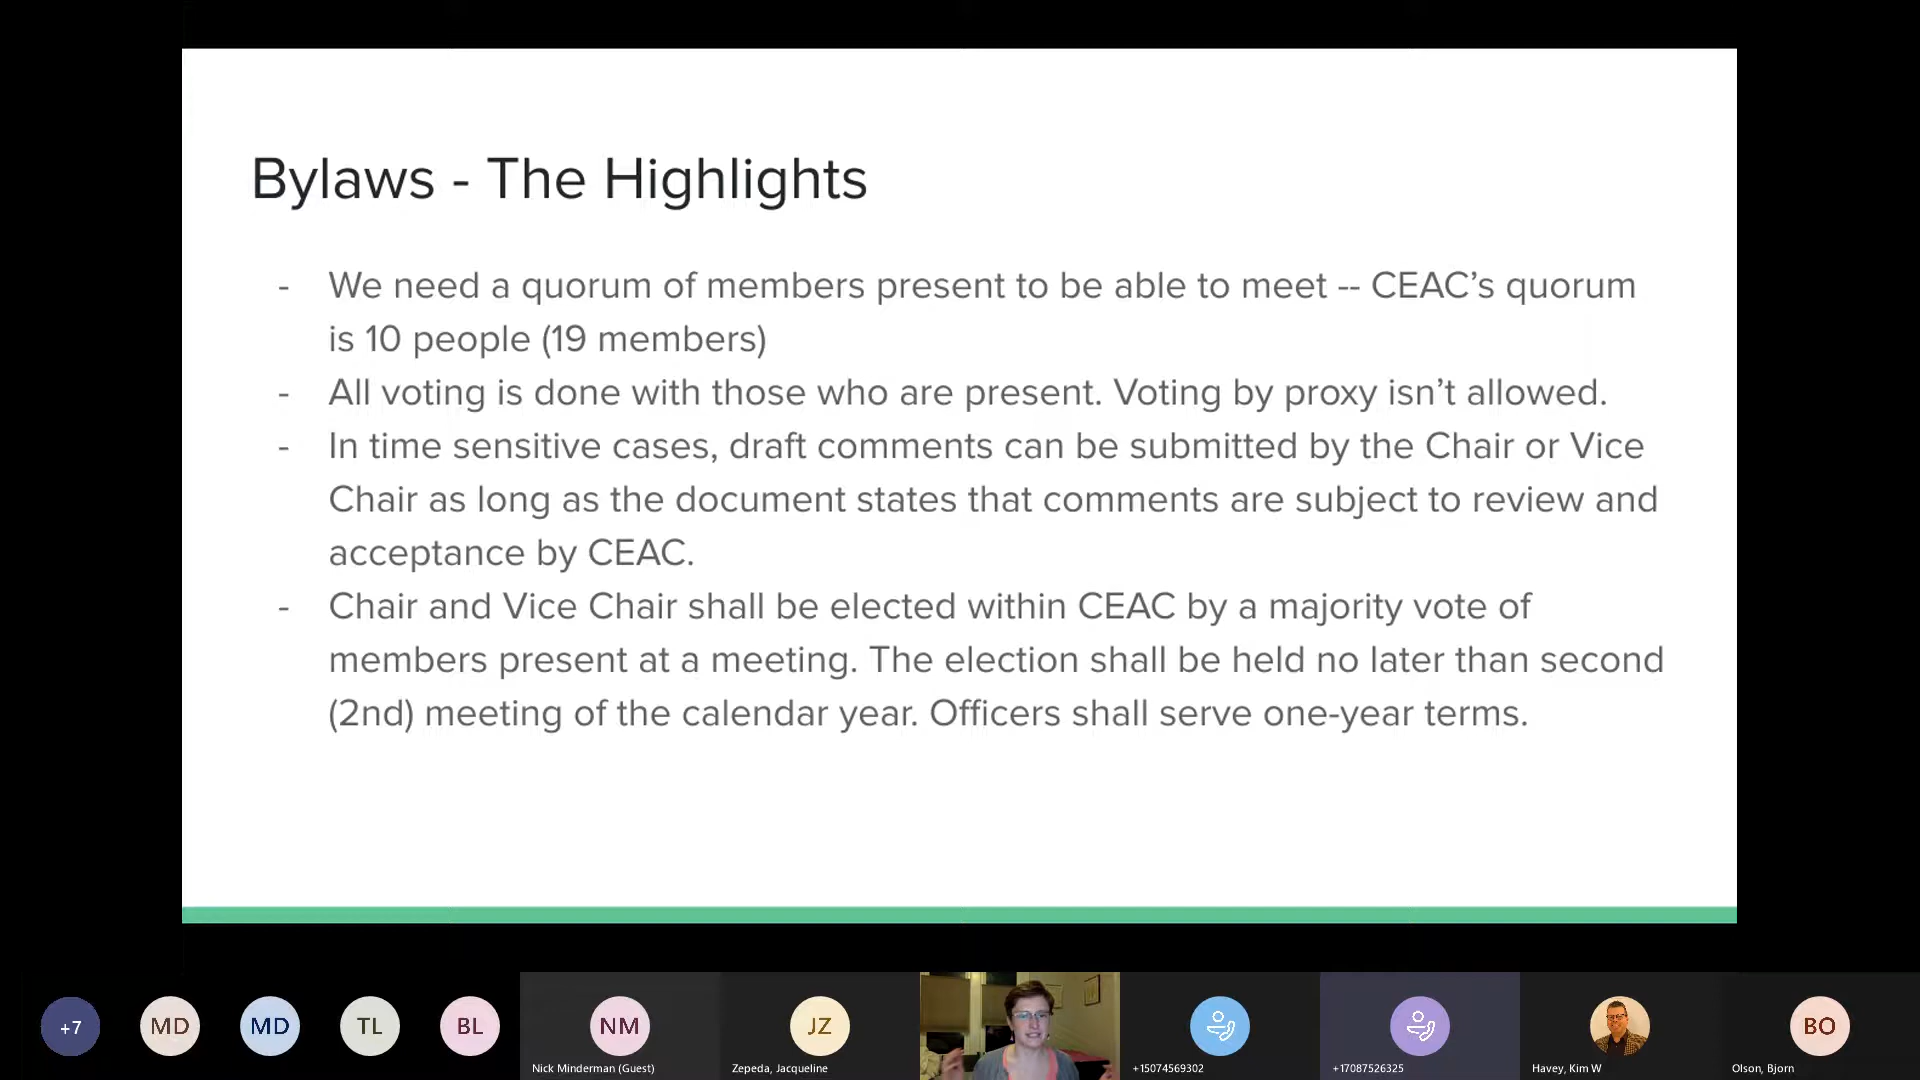 Bylaws - The Highlights
- We need a quorum of members present to be able to meet -- CEAC’s quorum
is 10 people (19 members)
- All voting is done with those who are present. Voting by proxy isn’t allowed.
- In time sensitive cases, draft comments can be submitted by the Chair or Vice
Chair as long as the document states that comments are subject to review and
acceptance by CEAC.
- Chair and Vice Chair shall be elected within CEAC by a majority vote of
members present at a meeting. The election shall be held no later than second
(2nd) meeting of the calendar year. Officers shall serve one-year terms.
+7 MD MD TL BL NM JZ BO
Nick Minderman (Guest) Zepeda, Jacqueline +15074569302 +17087526325 Havey, Kim W Olson, Bjorn